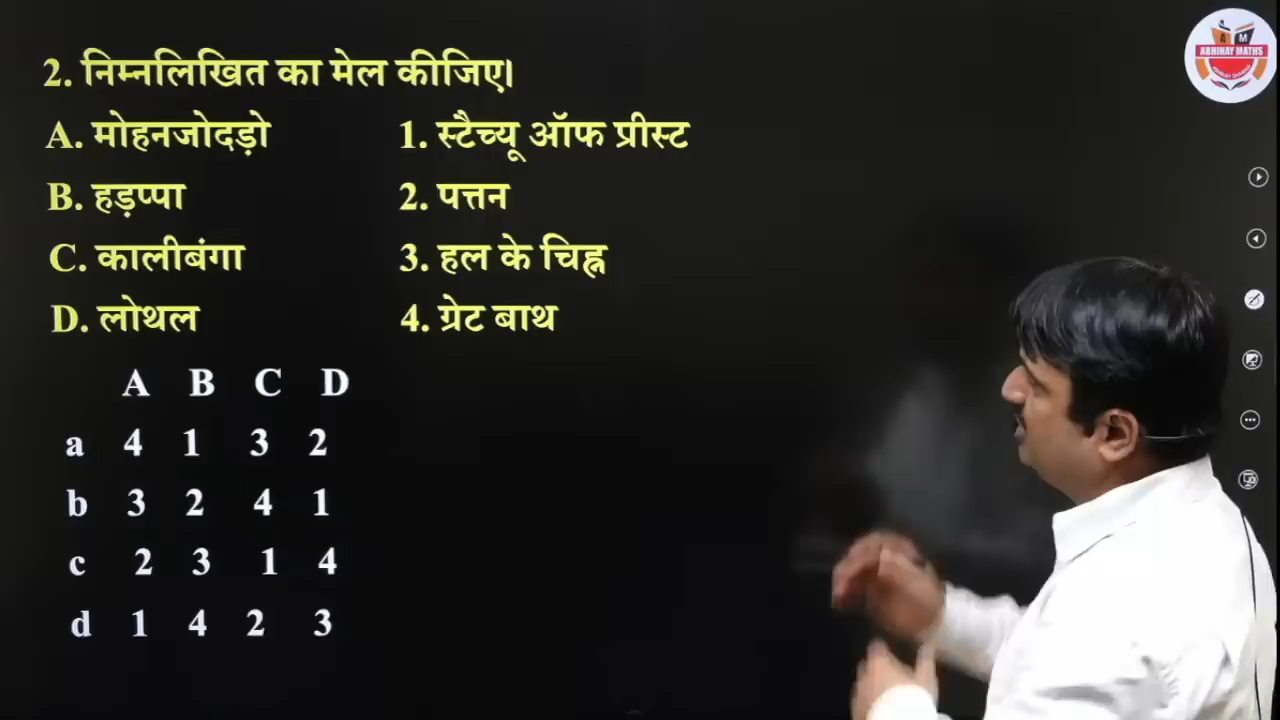 2. निम्नलिखित का मेल कीजिए।
A. मोहनजोदड़ो 1. स्टैच्यू ऑफ प्रीस्ट
B. हड़प्पा 2. पत्तन
C. कालीबंगा 3. हल के चिह्न
D. लोथल 4. ग्रेट बाथ
A B C D
a 4 1 3 2
b 3 2 4 1
c 2 3 1 4
d 1 4 2 3
A M
ABHINAY MATHS